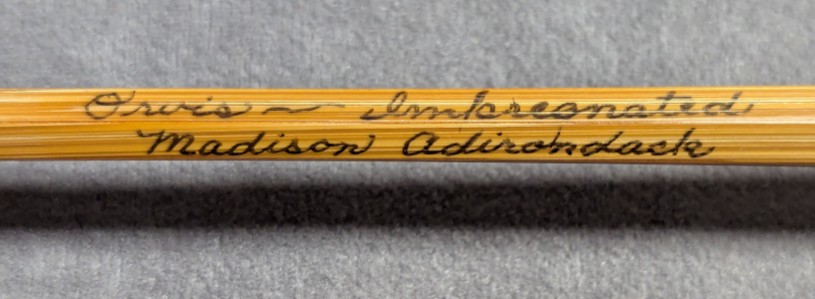 Orvis — Impregnated
Madison Adirondack